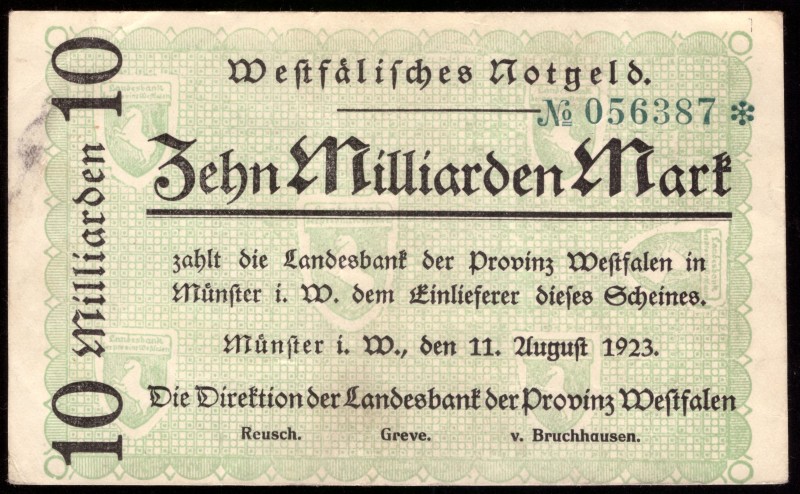 Westfälisches Notgeld.
№ 056387 *
Zehn Milliarden Mark
zahlt die Landesbank der Provinz Westfalen in
Münster i. W. dem Einlieferer dieses Scheines.
Münster i. W., den 11. August 1923.
Die Direktion der Landesbank der Provinz Westfalen
Reusch. Greve. v. Bruchhausen.
10 Milliarden 10